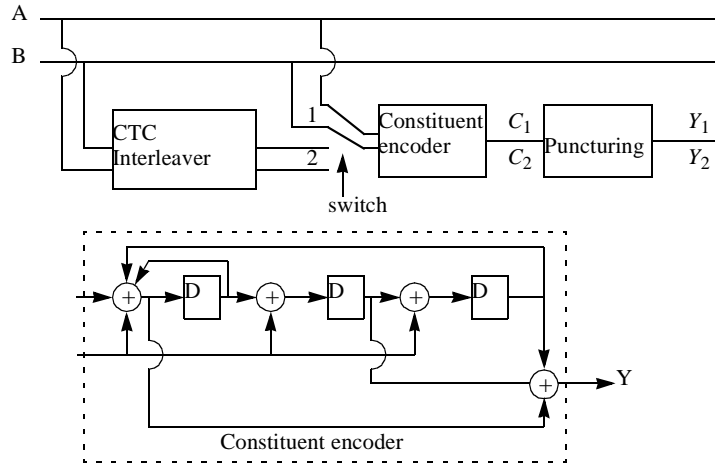 A
B
1
2
CTC
Interleaver
Constituent
encoder
C1
C2
Puncturing
Y1
Y2
switch
+ D + D + D
+
Y
Constituent encoder